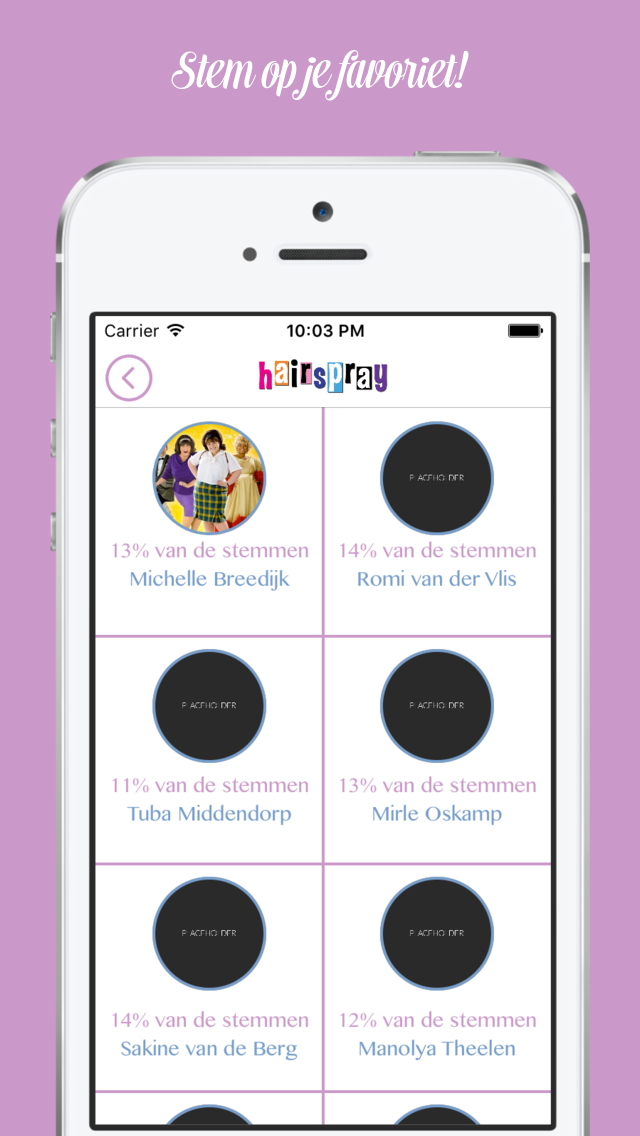 Stem op je favoriet!
Carrier 10:03 PM
hairspray
PLACEHOLDER
13% van de stemmen
14% van de stemmen
Michelle Breedijk
Romi van der Vlis
PLACEHOLDER
PLACEHOLDER
11% van de stemmen
13% van de stemmen
Tuba Middendorp
Mirle Oskamp
PLACEHOLDER
PLACEHOLDER
14% van de stemmen
12% van de stemmen
Sakine van de Berg
Manolya Theelen